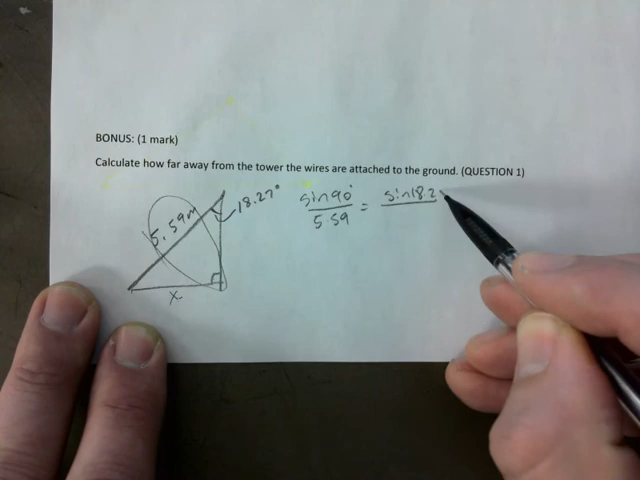 BONUS: (1 mark)
Calculate how far away from the tower the wires are attached to the ground. (QUESTION 1)
5.59m
18.27°
x
sin90° / 5.59 = sin18.2